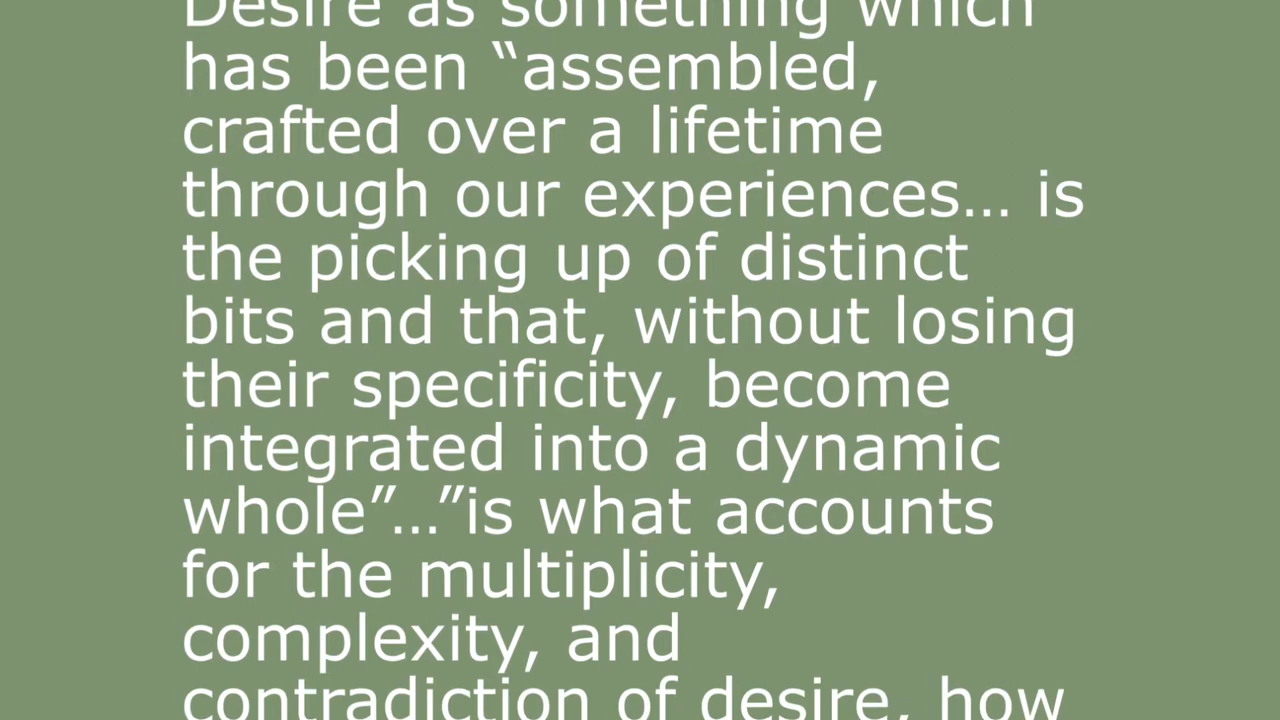 Desire as something which
has been “assembled,
crafted over a lifetime
through our experiences… is
the picking up of distinct
bits and that, without losing
their specificity, become
integrated into a dynamic
whole”…”is what accounts
for the multiplicity,
complexity, and
contradiction of desire, how